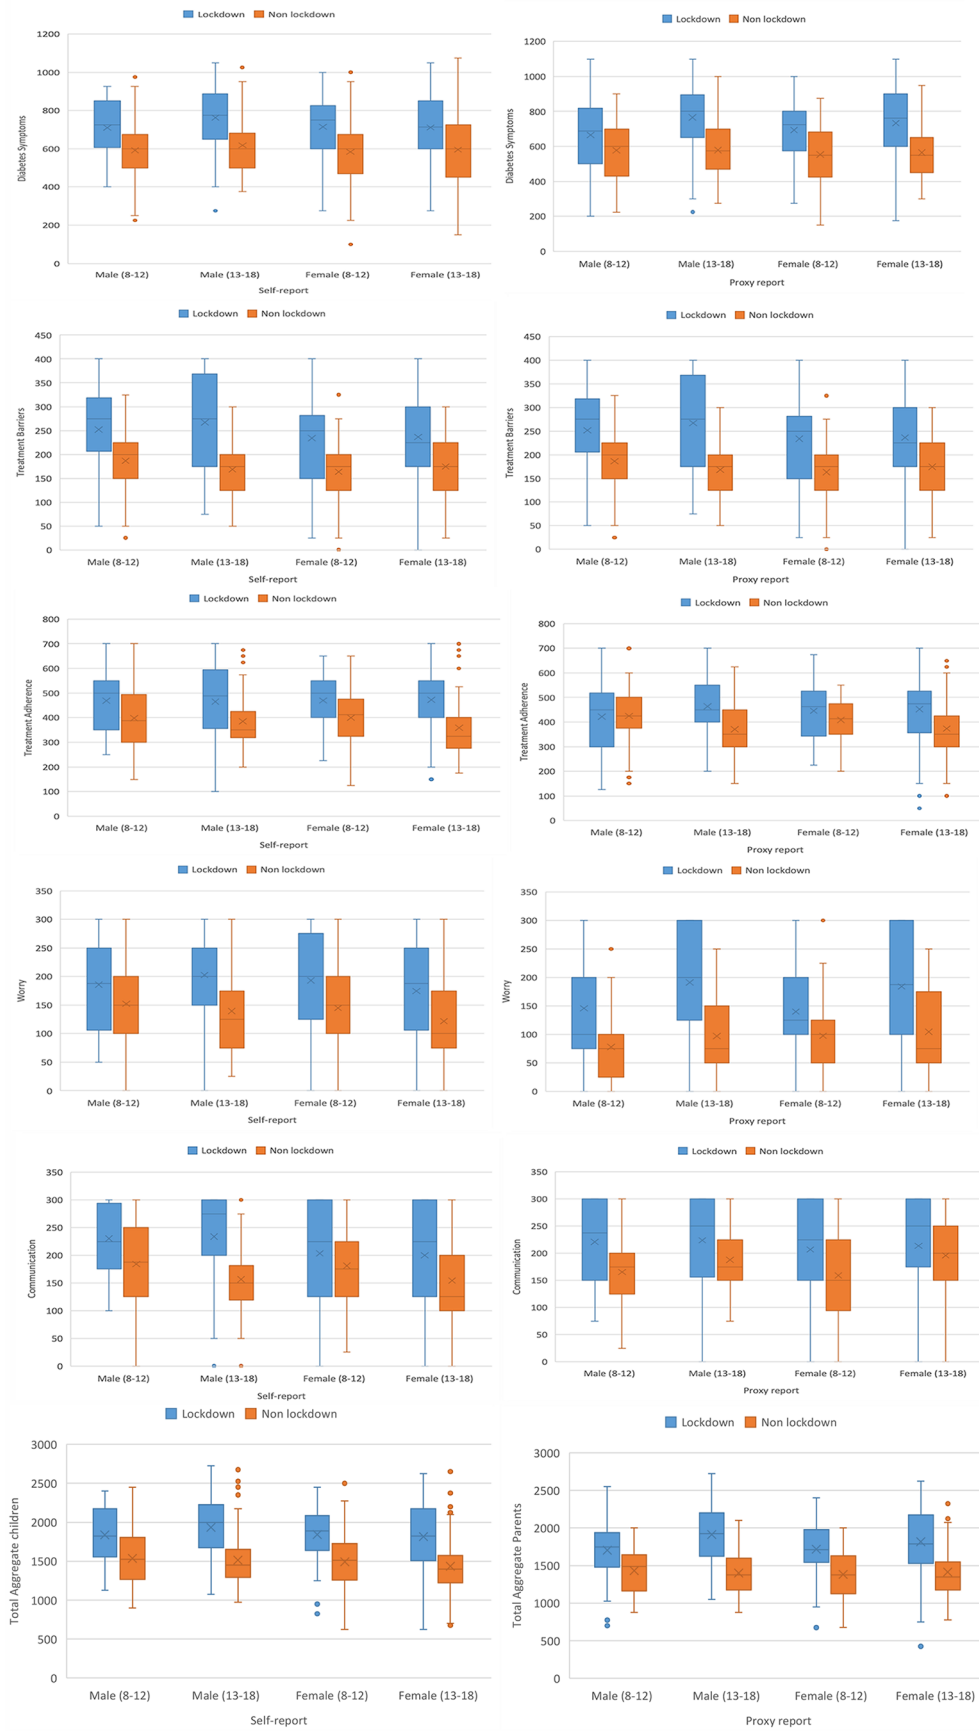 Lockdown Non lockdown
Diabetes Symptoms
1200
1000
800
600
400
200
0
Male (8-12) Male (13-18) Female (8-12) Female (13-18)
Self-report
Lockdown Non lockdown
Diabetes Symptoms
1200
1000
800
600
400
200
0
Male (8-12) Male (13-18) Female (8-12) Female (13-18)
Proxy report
Lockdown Non lockdown
Treatment Barriers
450
400
350
300
250
200
150
100
50
0
Male (8-12) Male (13-18) Female (8-12) Female (13-18)
Self-report
Lockdown Non lockdown
Treatment Barriers
450
400
350
300
250
200
150
100
50
0
Male (8-12) Male (13-18) Female (8-12) Female (13-18)
Proxy report
Lockdown Non lockdown
Treatment Adherence
800
700
600
500
400
300
200
100
0
Male (8-12) Male (13-18) Female (8-12) Female (13-18)
Self-report
Lockdown Non lockdown
Treatment Adherence
800
700
600
500
400
300
200
100
0
Male (8-12) Male (13-18) Female (8-12) Female (13-18)
Proxy report
Lockdown Non lockdown
Worry
350
300
250
200
150
100
50
0
Male (8-12) Male (13-18) Female (8-12) Female (13-18)
Self-report
Lockdown Non lockdown
Worry
350
300
250
200
150
100
50
0
Male (8-12) Male (13-18) Female (8-12) Female (13-18)
Proxy report
Lockdown Non lockdown
Communication
350
300
250
200
150
100
50
0
Male (8-12) Male (13-18) Female (8-12) Female (13-18)
Self-report
Lockdown Non lockdown
Communication
350
300
250
200
150
100
50
0
Male (8-12) Male (13-18) Female (8-12) Female (13-18)
Proxy report
Lockdown Non lockdown
Total Aggregate children
3000
2500
2000
1500
1000
500
0
Male (8-12) Male (13-18) Female (8-12) Female (13-18)
Self-report
Lockdown Non lockdown
Total Aggregate Parents
3000
2500
2000
1500
1000
500
0
Male (8-12) Male (13-18) Female (8-12) Female (13-18)
Proxy report